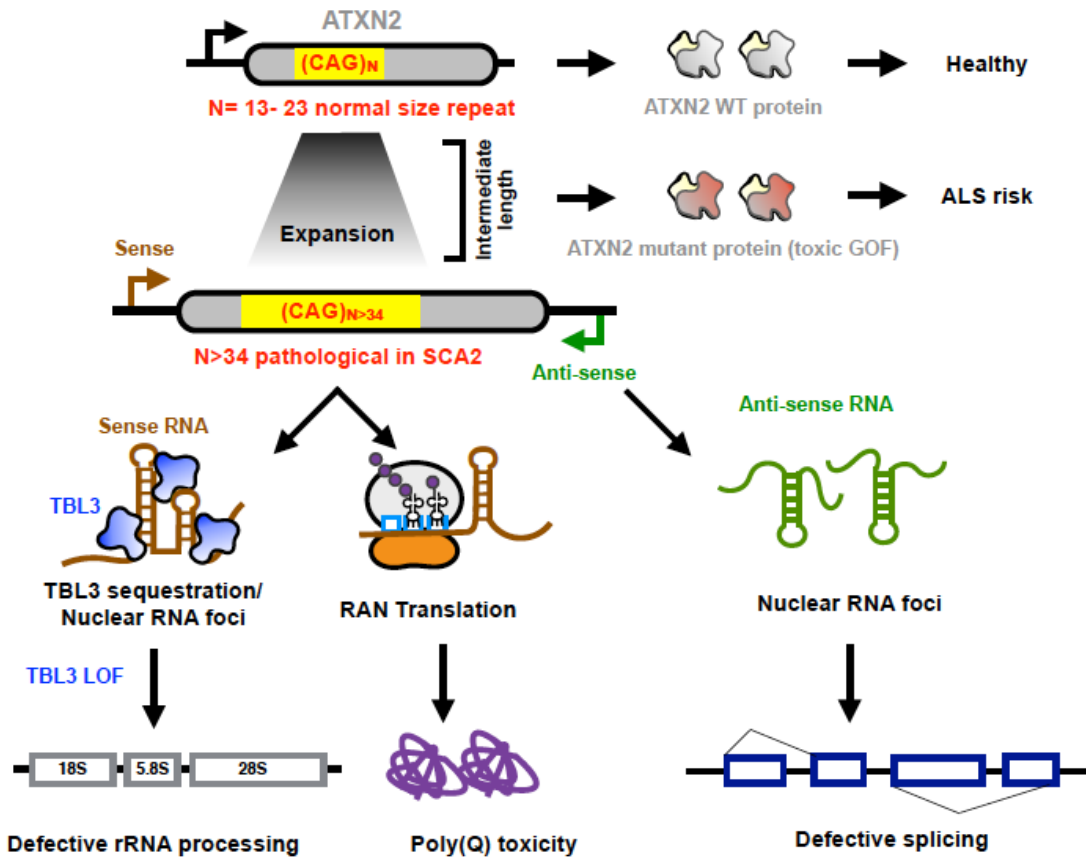 ATXN2
(CAG)N
N= 13- 23 normal size repeat
ATXN2 WT protein
Healthy
Expansion
Intermediate
length
ATXN2 mutant protein (toxic GOF)
ALS risk
Sense
(CAG)N>34
N>34 pathological in SCA2
Anti-sense
Sense RNA
TBL3
TBL3 sequestration/
Nuclear RNA foci
RAN Translation
Anti-sense RNA
Nuclear RNA foci
TBL3 LOF
18S
5.8S
28S
Defective rRNA processing
Poly(Q) toxicity
Defective splicing